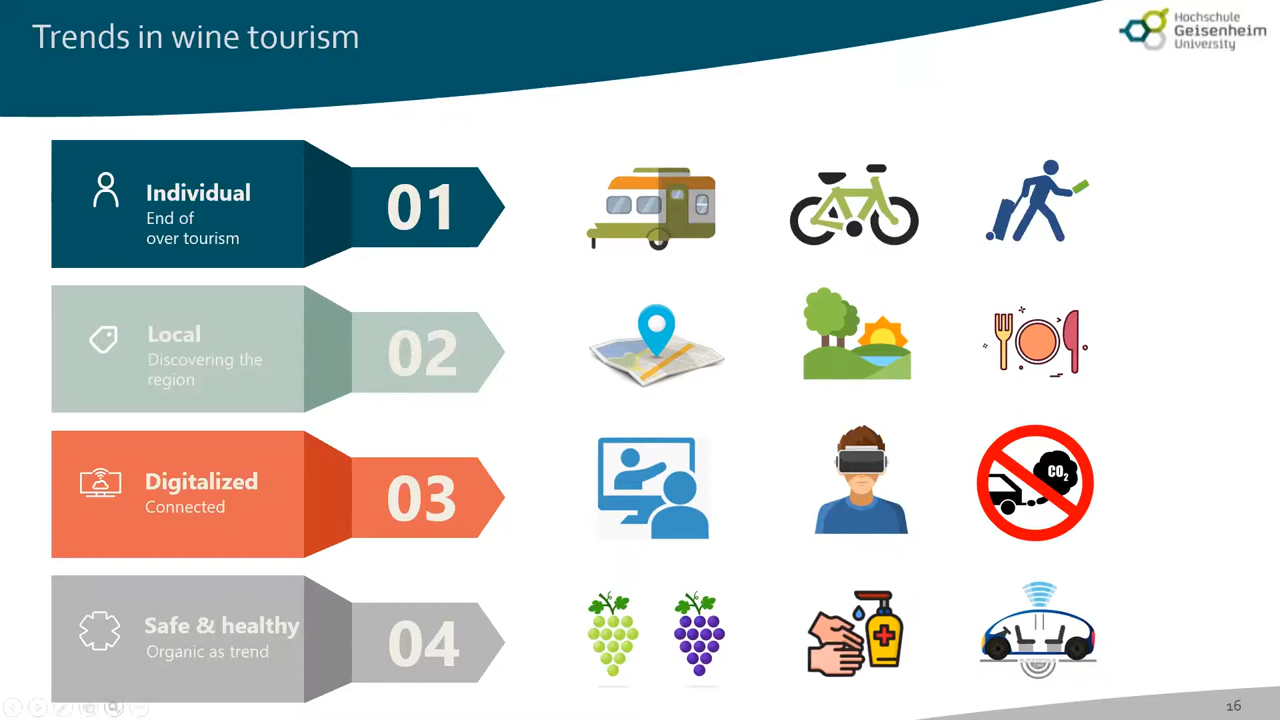 Trends in wine tourism
Hochschule
Geisenheim
University
Individual
End of
over tourism
01
Local
Discovering the
region
02
Digitalized
Connected
03
CO2
Safe & healthy
Organic as trend
04
16